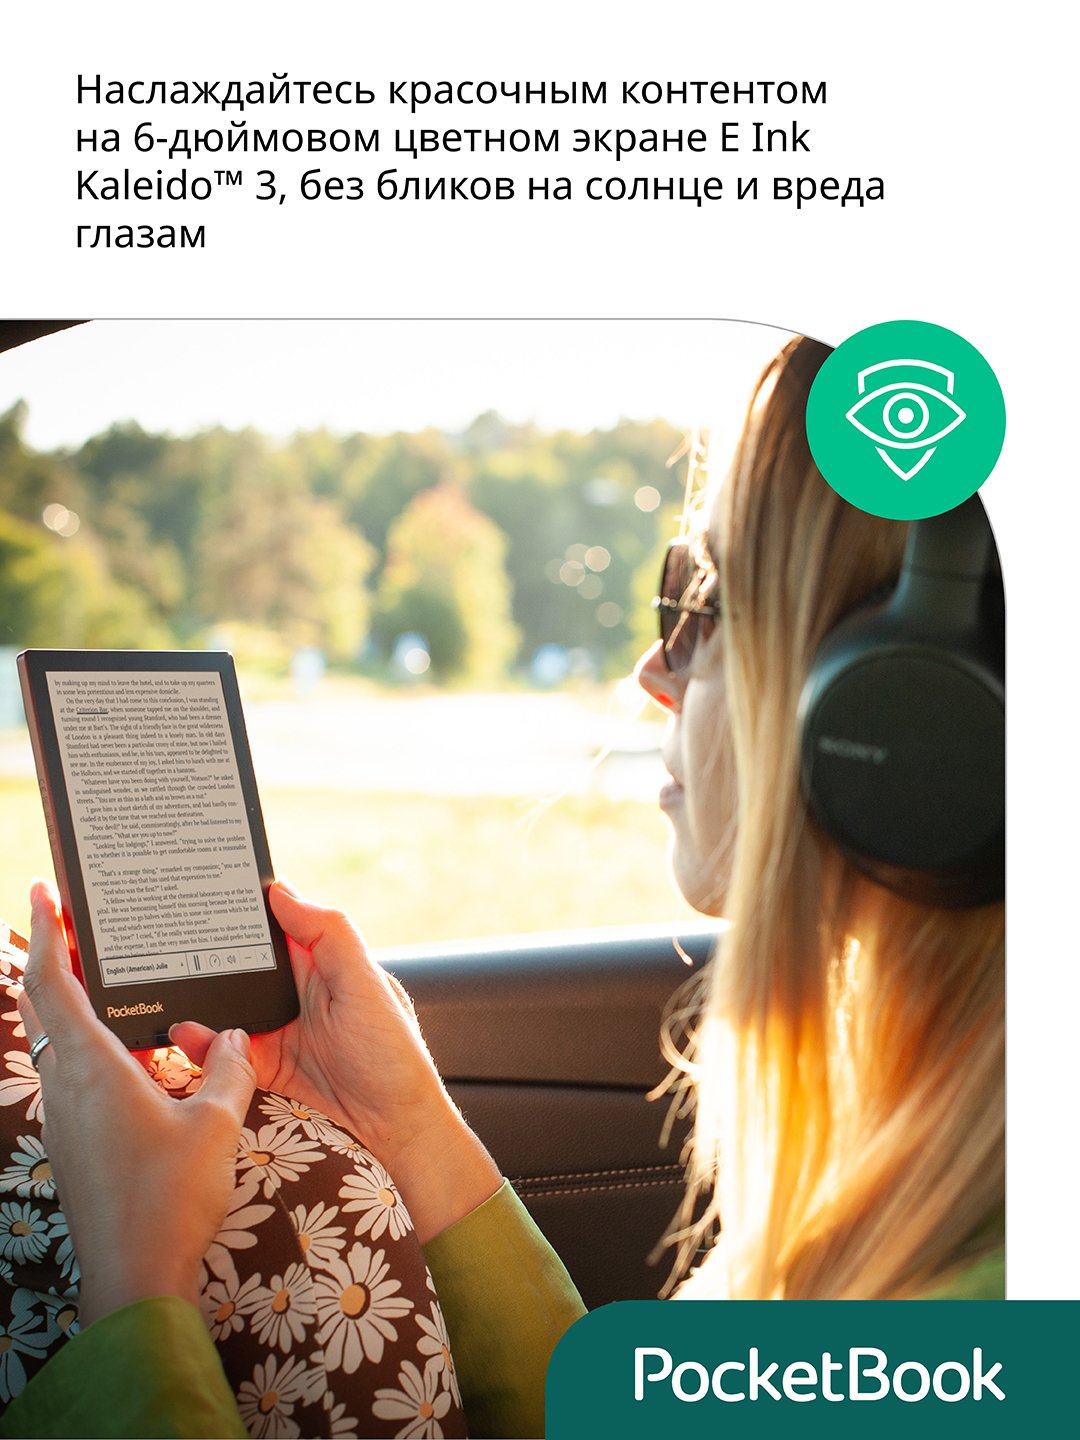 Наслаждайтесь красочным контентом
на 6-дюймовом цветном экране E Ink
Kaleido™ 3, без бликов на солнце и вреда
глазам
by making up my mind to leave the hotel, and to take up my quarters
in some less pretentious and less expensive domicile.
On the very day that I had come to this conclusion, I was standing
at the Criterion Bar, when someone tapped me on the shoulder, and
turning round I recognized young Stamford, who had been a dresser
under me at Bart's. The sight of a friendly face in the great wilderness
of London is a pleasant thing indeed to a lonely man. In old days
Stamford had never been a particular crony of mine, but now I hailed
him with enthusiasm, and he, in his turn, appeared to be delighted to
see me. In the exuberance of my joy, I asked him to lunch with me at
the Holborn, and we started off together in a hansom.
"Whatever have you been doing with yourself, Watson?" he asked
in undisguised wonder, as we rattled through the crowded London
streets. "You are as thin as a lath and as brown as a nut."
I gave him a short sketch of my adventures, and had hardly con-
cluded it by the time that we reached our destination.
"Poor devil!" he said, commiseratingly, after he had listened to my
misfortunes. "What are you up to now?"
"Looking for lodgings," I answered. "trying to solve the problem
as to whether it is possible to get comfortable rooms at a reasonable
price."
"That's a strange thing," remarked my companion; "you are the
second man to-day that has used that expression to me."
"And who was the first?" I asked.
"A fellow who is working at the chemical laboratory up at the hos-
pital. He was bemoaning himself this morning because he could not
get someone to go halves with him in some nice rooms which he had
found, and which were too much for his purse."
"By Jove!" I cried, "if he really wants someone to share the rooms
and the expense, I am the very man for him. I should prefer having a
English (American) Julie
PocketBook
SONY
PocketBook